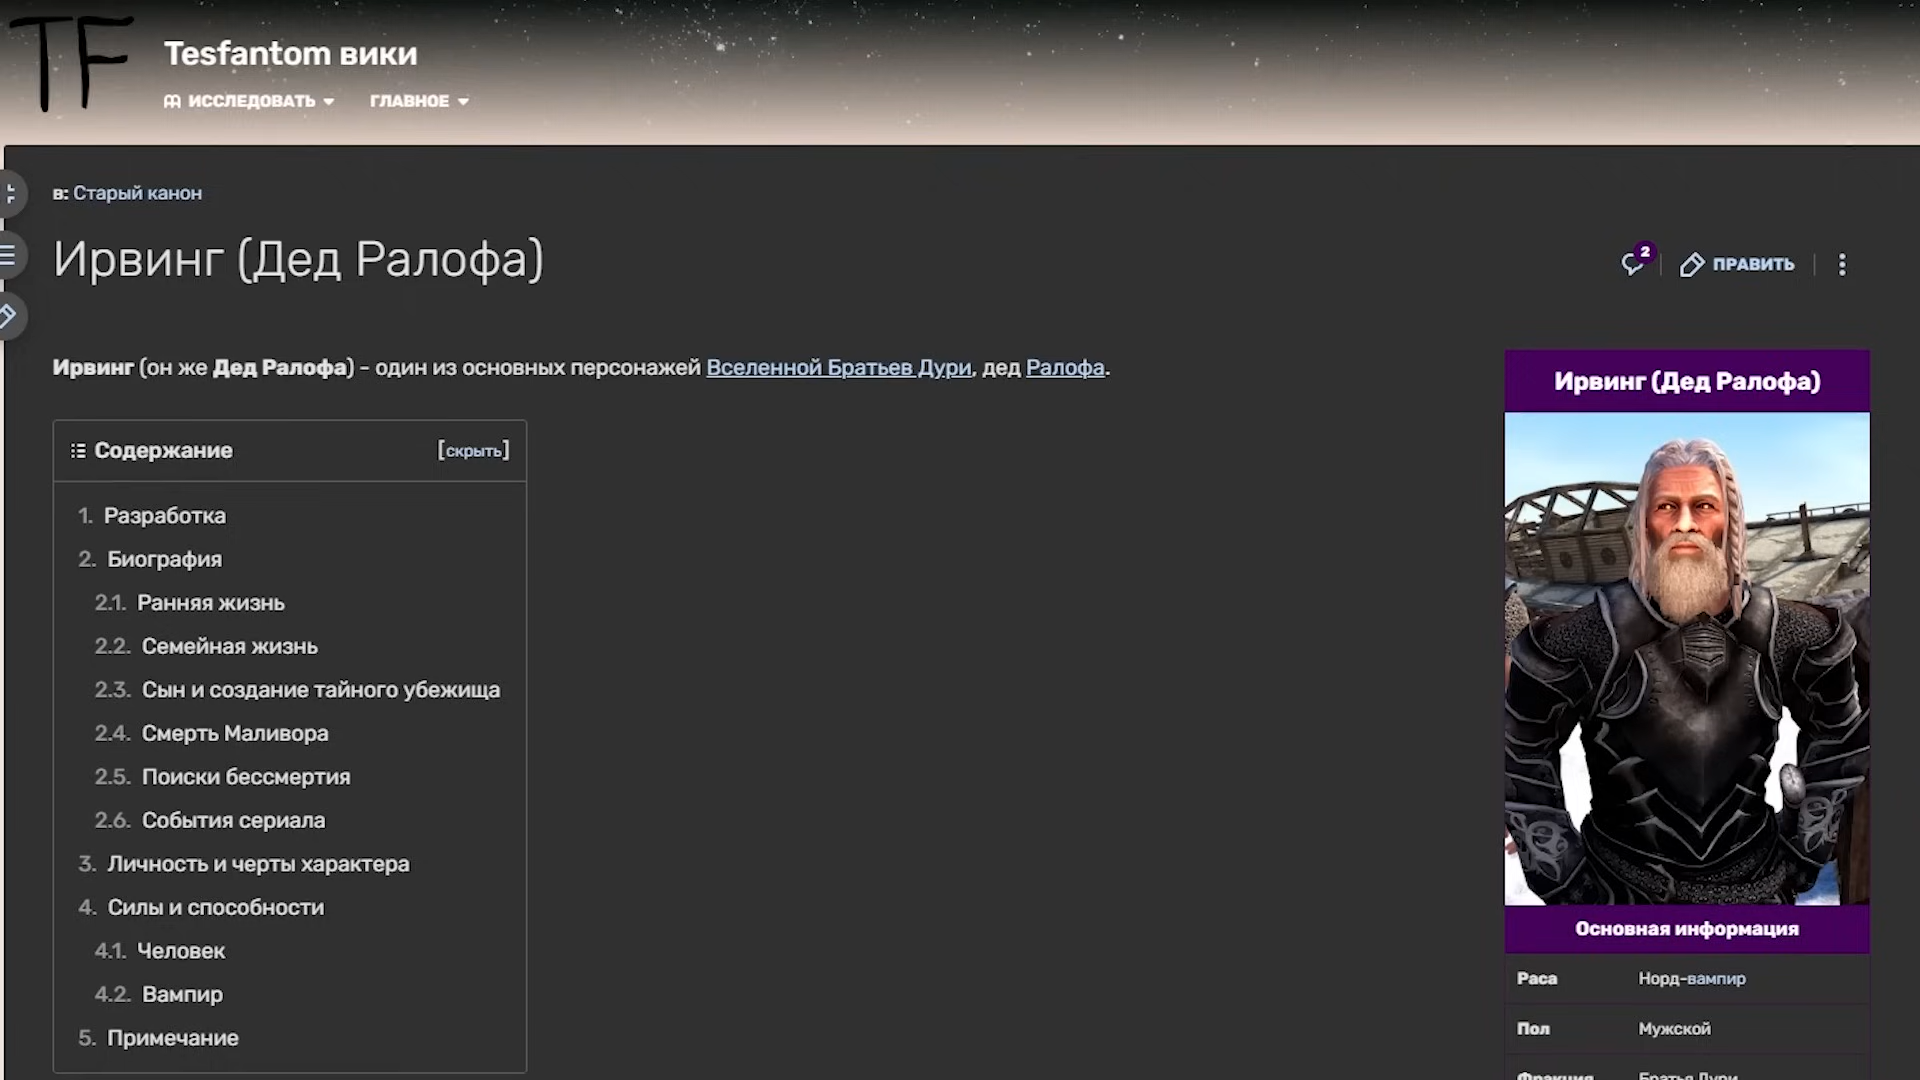 TF
Tesfantom вики
ИССЛЕДОВАТЬ
ГЛАВНОЕ
в: Старый канон
Ирвинг (Дед Ралофа)
2
ПРАВИТЬ
Ирвинг (он же Дед Ралофа) - один из основных персонажей Вселенной Братьев Дури, дед Ралофа.
Содержание [скрыть]
1. Разработка
2. Биография
2.1. Ранняя жизнь
2.2. Семейная жизнь
2.3. Сын и создание тайного убежища
2.4. Смерть Маливора
2.5. Поиски бессмертия
2.6. События сериала
3. Личность и черты характера
4. Силы и способности
4.1. Человек
4.2. Вампир
5. Примечание
Ирвинг (Дед Ралофа)
Основная информация
Раса Норд-вампир
Пол Мужской
Фракция Братья Дури